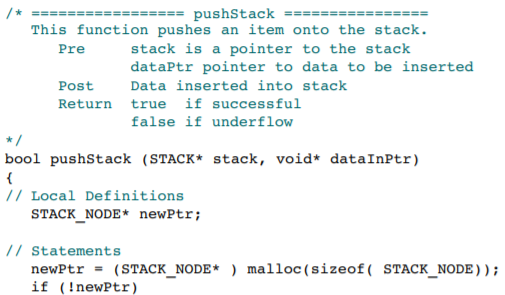 /* ================= pushStack ================
This function pushes an item onto the stack.
Pre stack is a pointer to the stack
dataPtr pointer to data to be inserted
Post Data inserted into stack
Return true if successful
false if underflow
*/
bool pushStack (STACK* stack, void* dataInPtr)
{
// Local Definitions
STACK_NODE* newPtr;
// Statements
newPtr = (STACK_NODE* ) malloc(sizeof( STACK_NODE));
if (!newPtr)